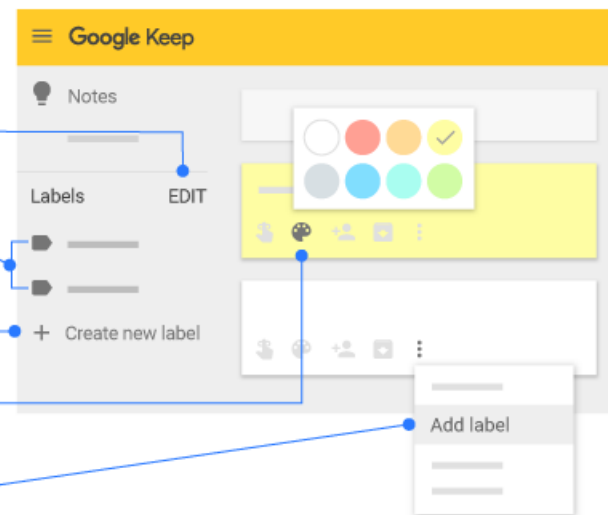 Google Keep
Notes
Labels EDIT
+ Create new label
Add label